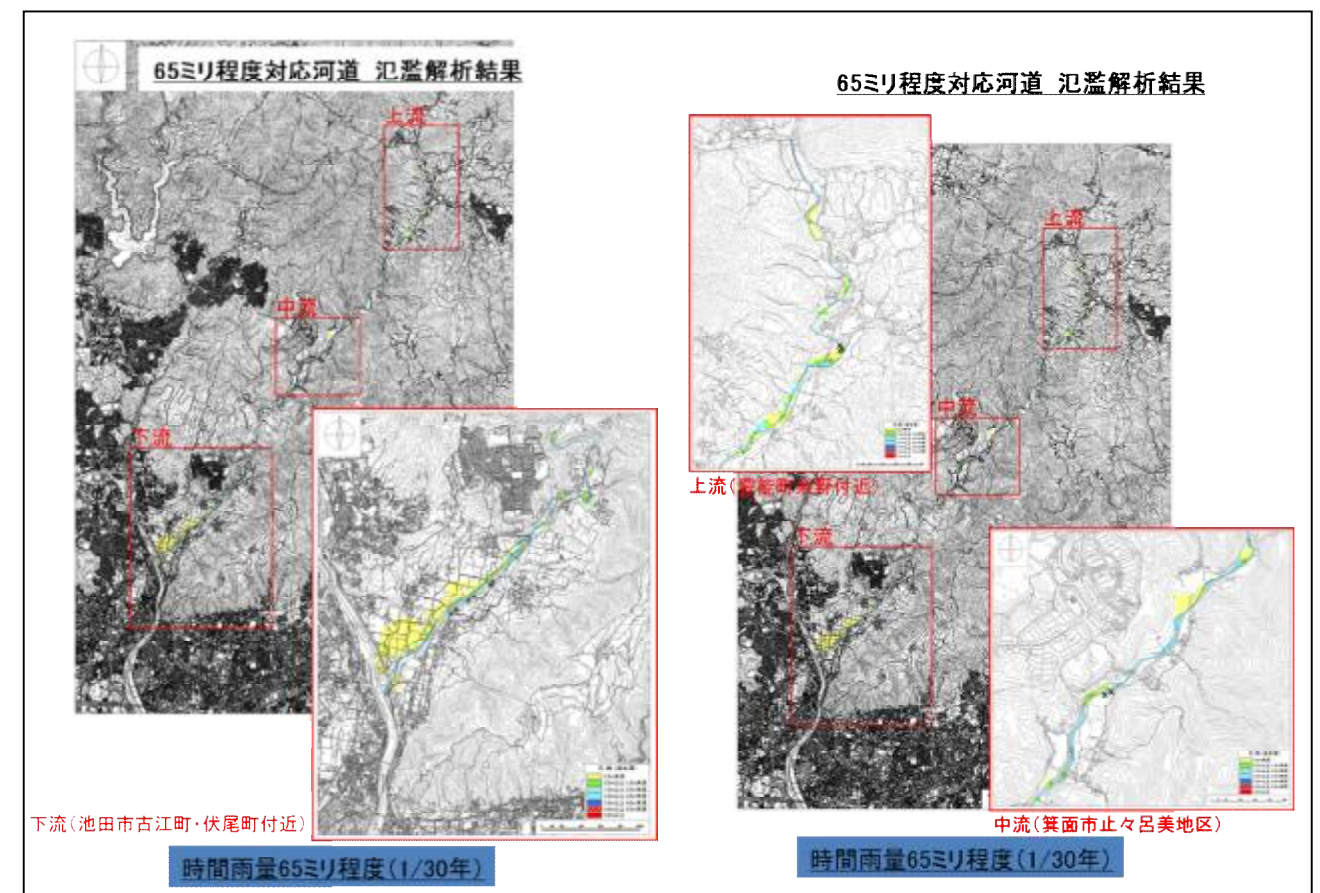 65ミリ程度対応河道 氾濫解析結果
上流
中流
下流
下流(池田市古江町・伏尾町付近)
時間雨量65ミリ程度(1/30年)
65ミリ程度対応河道 氾濫解析結果
上流
上流(
付近)
中流
下流
中流(箕面市止々呂美地区)
時間雨量65ミリ程度(1/30年)